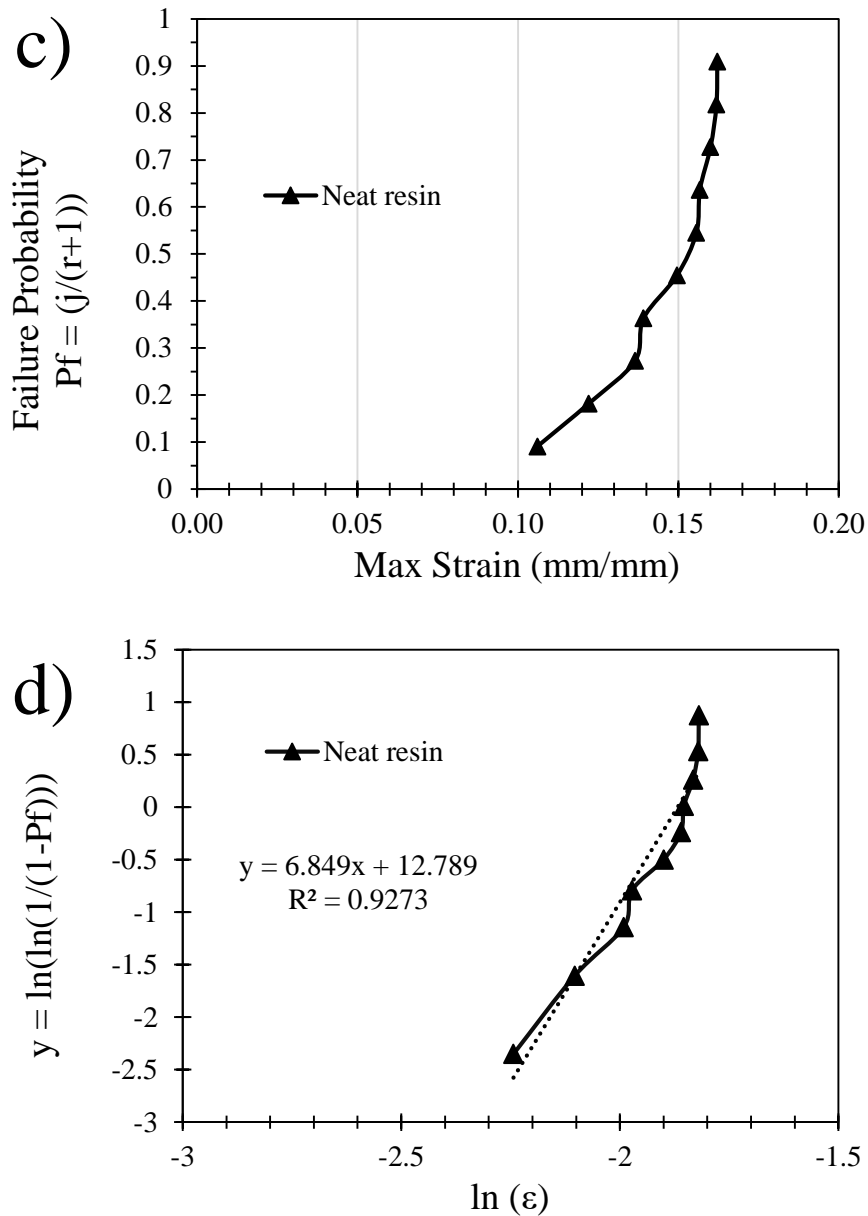 c)
1
0.9
0.8
0.7
0.6
0.5
0.4
0.3
0.2
0.1
0
Failure Probability
Pf = (j/(r+1))
Neat resin
0.00
0.05
0.10
0.15
0.20
Max Strain (mm/mm)
d)
1.5
1
0.5
0
-0.5
-1
-1.5
-2
-2.5
-3
y = ln(ln(1/(1-Pf)))
Neat resin
y = 6.849x + 12.789
R² = 0.9273
-3
-2.5
-2
-1.5
ln (ε)